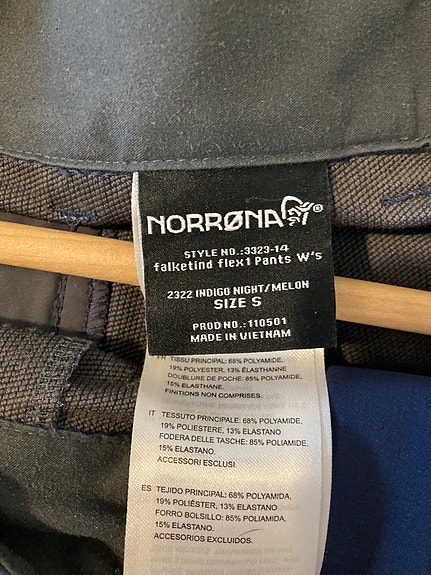 NORRØNA®
STYLE NO.:3323-14
falketind flex1 Pants W's
2322 INDIGO NIGHT/MELON
SIZE S
PROD NO.:110501
MADE IN VIETNAM
FR TISSU PRINCIPAL: 68% POLYAMIDE,
19% POLYESTER, 13% ÉLASTHANNE
DOUBLURE DE POCHE: 85% POLYAMIDE,
15% ELASTHANE.
FINITIONS NON COMPRISES.
IT TESSUTO PRINCIPALE: 68% POLYAMIDE,
19% POLIESTERE, 13% ELASTANO
FODERA DELLE TASCHE: 85% POLIAMIDE,
15% ELASTANO.
ACCESSORI ESCLUSI.
ES TEJIDO PRINCIPAL: 68% POLYAMIDA,
19% POLIÉSTER, 13% ELASTANO
FORRO BOLSILLO: 85% POLIAMIDA,
15% ELASTANO.
ACCESORIOS EXCLUIDOS.